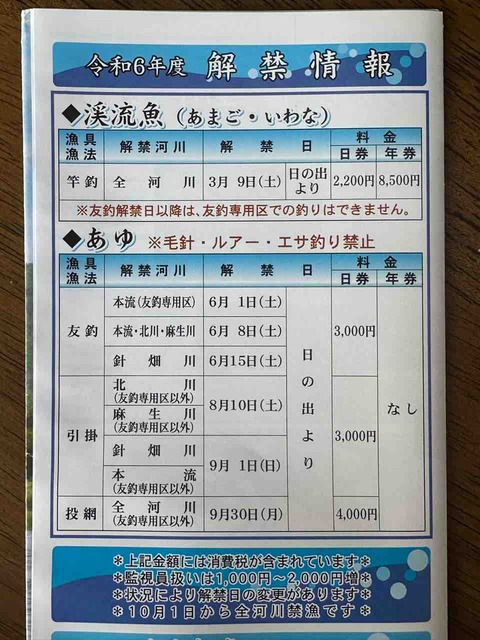 令和6年度 解禁情報
◆渓流魚(あまご・いわな)
漁具漁法 解禁河川 解禁日 料金
日券 年券
竿釣 全河川 3月9日(土) 日の出より 2,200円 8,500円
※友釣解禁日以降は、友釣専用区での釣りはできません。
◆あゆ ※毛針・ルアー・エサ釣り禁止
漁具漁法 解禁河川 解禁日 料金
日券 年券
友釣 本流(友釣専用区) 6月1日(土) 日の出より 3,000円 なし
本流・北川・麻生川 6月8日(土)
針畑川 6月15日(土)
引掛 北川(友釣専用区以外) 8月10日(土) 3,000円
麻生川(友釣専用区以外)
針畑川 9月1日(日)
本流(友釣専用区以外)
投網 全河川(友釣専用区以外) 9月30日(月) 4,000円
*上記金額には消費税が含まれています*
*監視員扱いは1,000円〜2,000円増*
*状況により解禁日の変更があります*
*10月1日から全河川禁漁です*